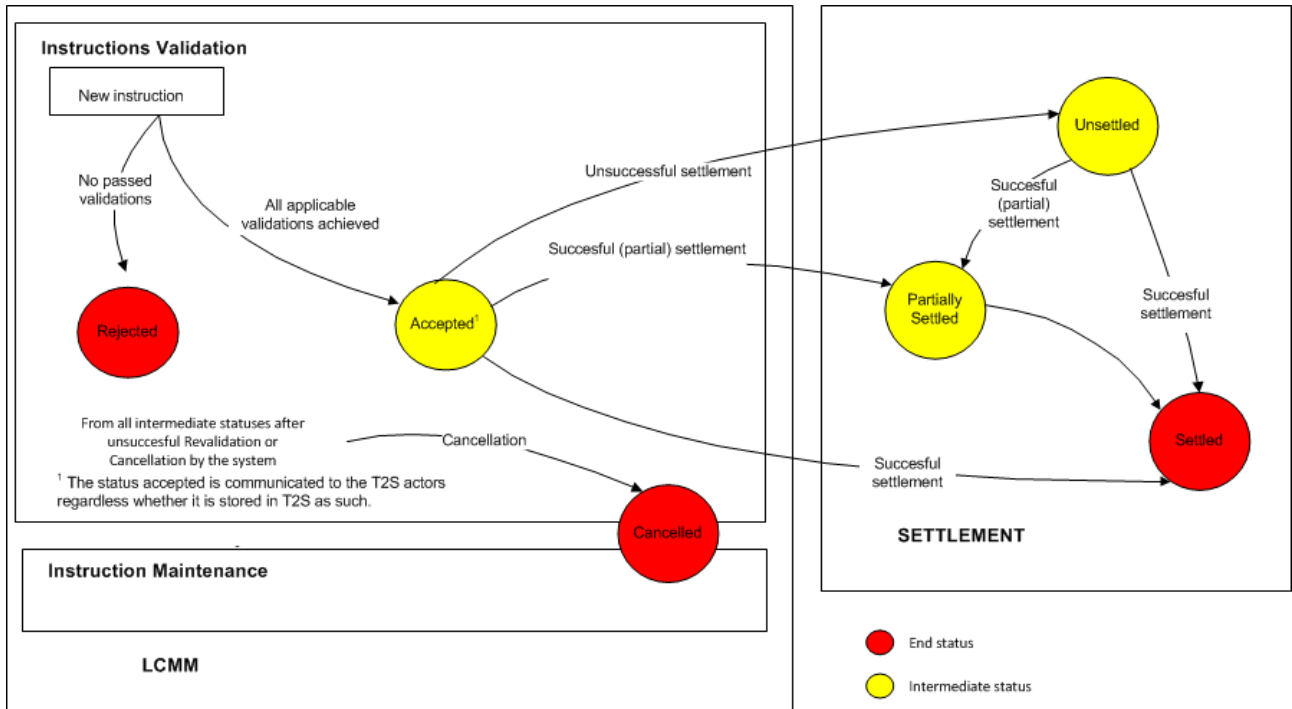 Instructions Validation
New instruction
No passed
validations
All applicable
validations achieved
Rejected
Accepted1
Unsuccessful settlement
Succesful (partial) settlement
Unsettled
Succesful
(partial)
settlement
Partially
Settled
Succesful
settlement
Settled
Succesful
settlement
From all intermediate statuses after
unsuccesful Revalidation or
Cancellation by the system
Cancellation
1 The status accepted is communicated to the T2S actors
regardless whether it is stored in T2S as such.
Cancelled
Instruction Maintenance
LCMM
SETTLEMENT
End status
Intermediate status